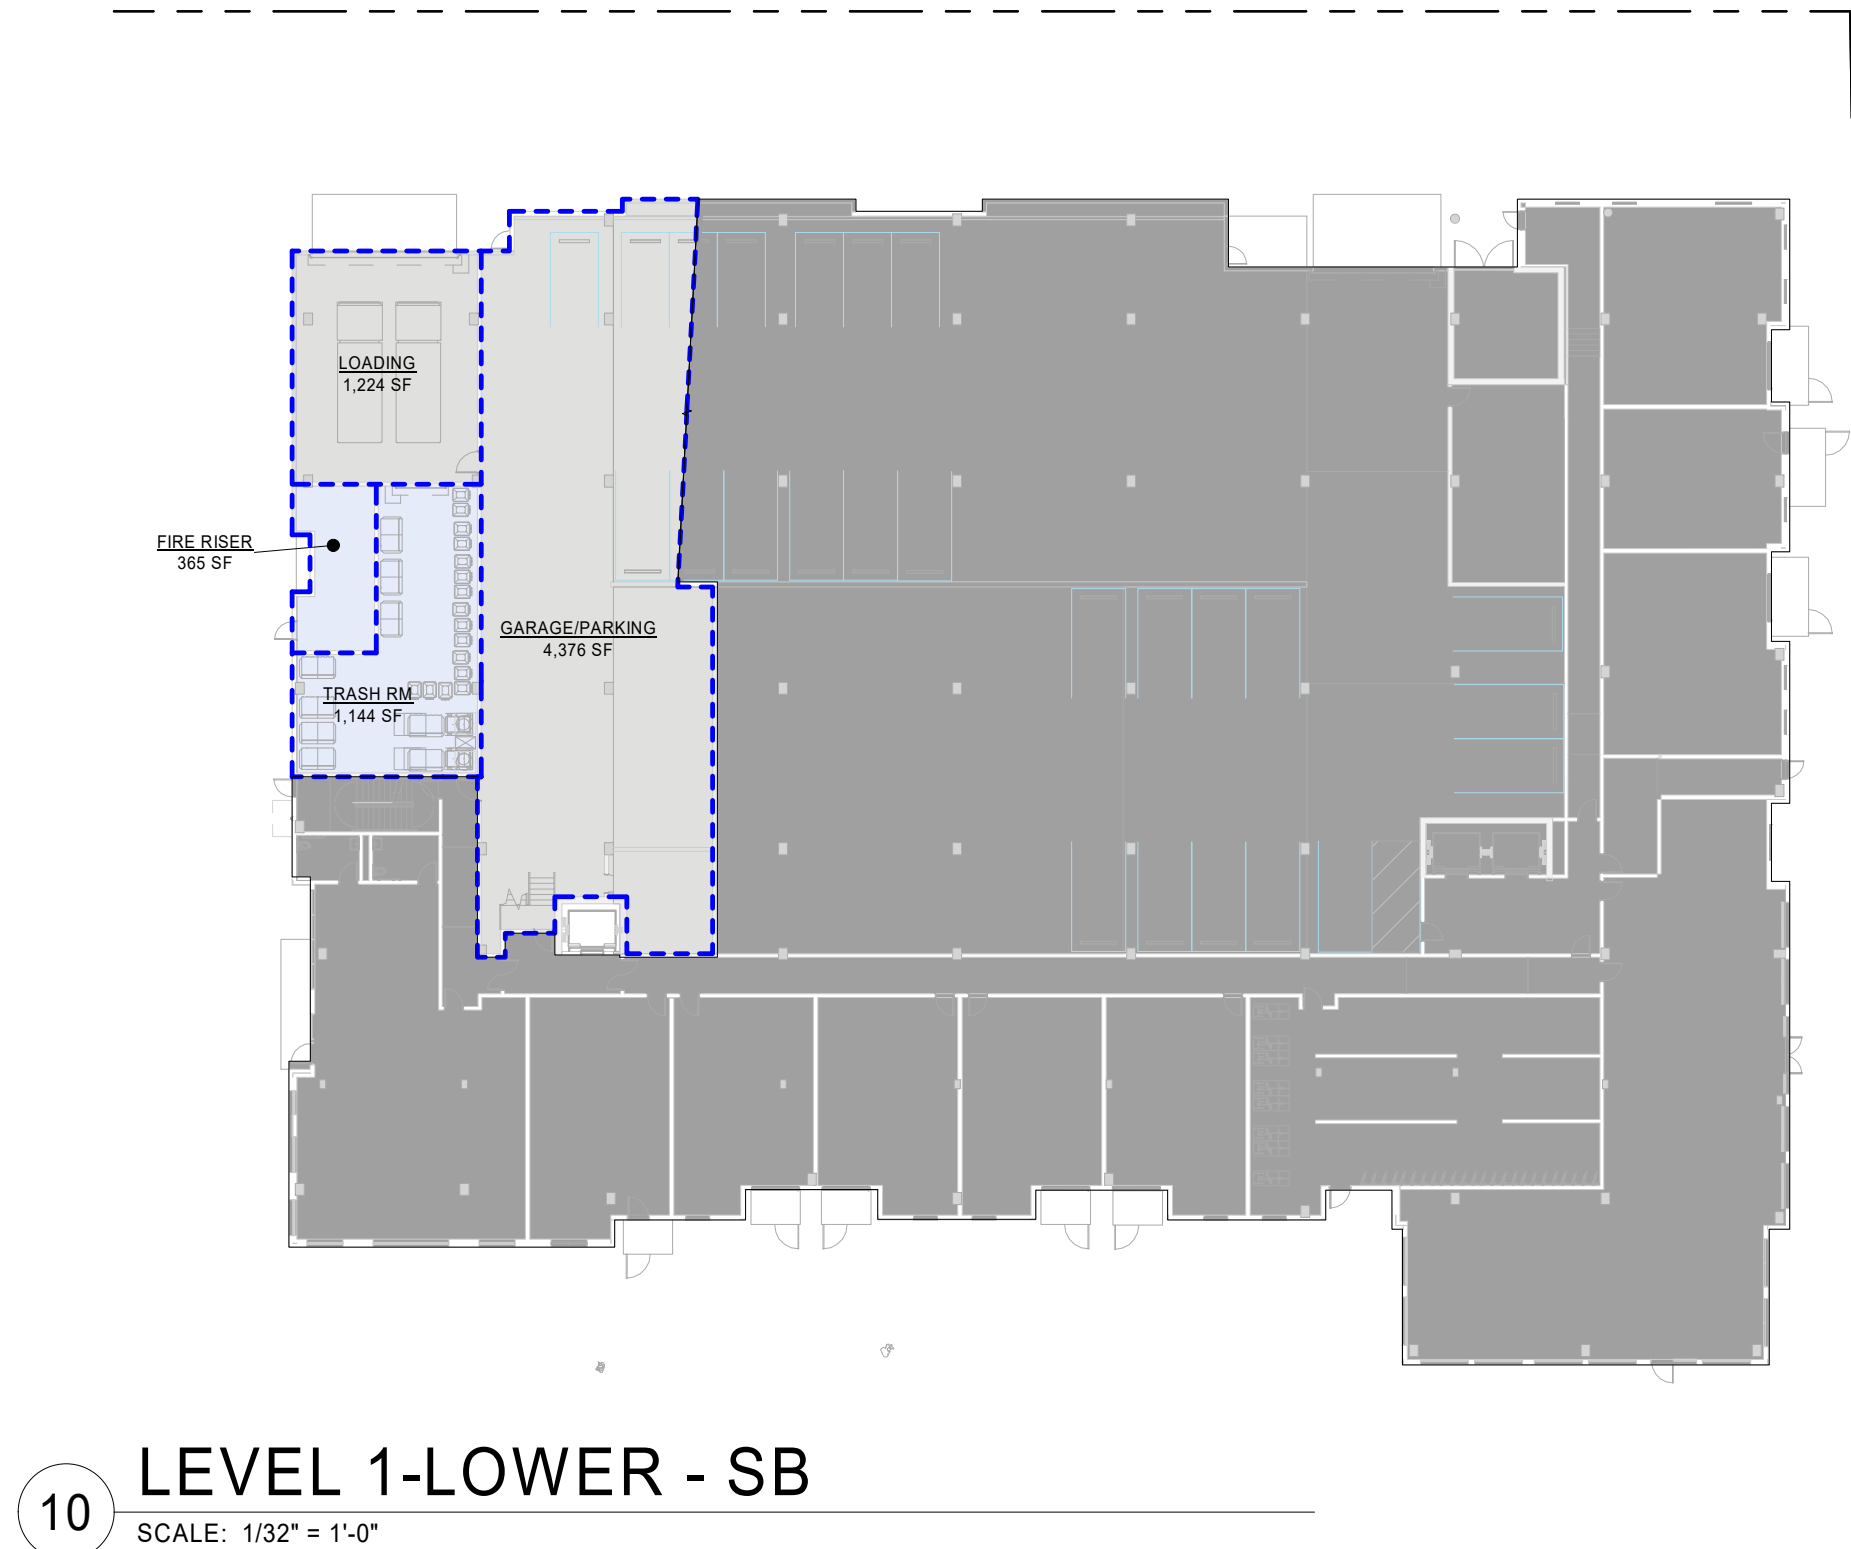 LOADING
1,224 SF
FIRE RISER
365 SF
GARAGE/PARKING
4,376 SF
TRASH RM
1,144 SF
10
LEVEL 1-LOWER - SB
SCALE: 1/32" = 1'-0"